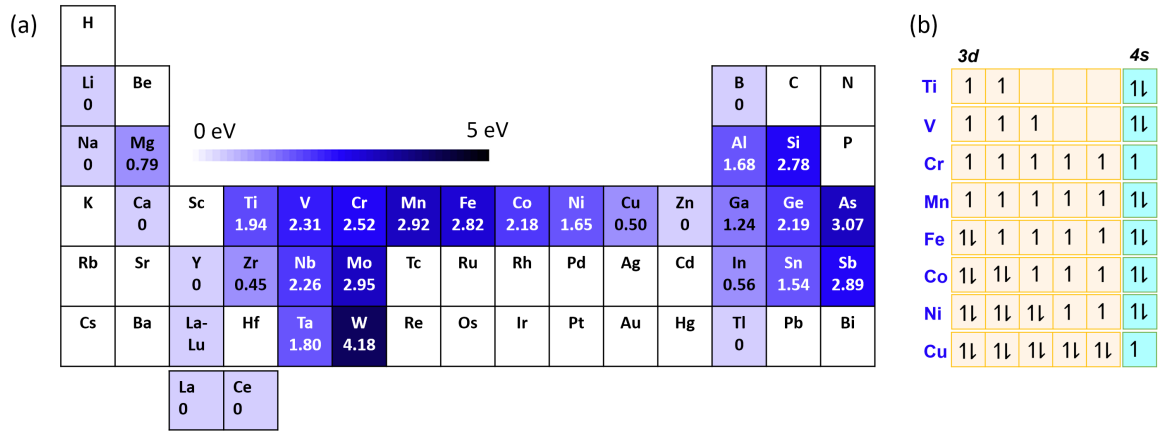 (a)
H
Li Be B C N
0 0
Na Mg 0 eV 5 eV Al Si P
0 0.79 1.68 2.78
K Ca Sc Ti V Cr Mn Fe Co Ni Cu Zn Ga Ge As
0 1.94 2.31 2.52 2.92 2.82 2.18 1.65 0.50 0 1.24 2.19 3.07
Rb Sr Y Zr Nb Mo Tc Ru Rh Pd Ag Cd In Sn Sb
0 0.45 2.26 2.95 0.56 1.54 2.89
Cs Ba La- Hf Ta W Re Os Ir Pt Au Hg Tl Pb Bi
Lu 1.80 4.18 0
La Ce
0 0
(b)
3d 4s
Ti 1 1 1⇂
V 1 1 1 1⇂
Cr 1 1 1 1 1 1
Mn 1 1 1 1 1 1⇂
Fe 1⇂ 1 1 1 1 1⇂
Co 1⇂ 1⇂ 1 1 1 1⇂
Ni 1⇂ 1⇂ 1⇂ 1 1 1⇂
Cu 1⇂ 1⇂ 1⇂ 1⇂ 1⇂ 1